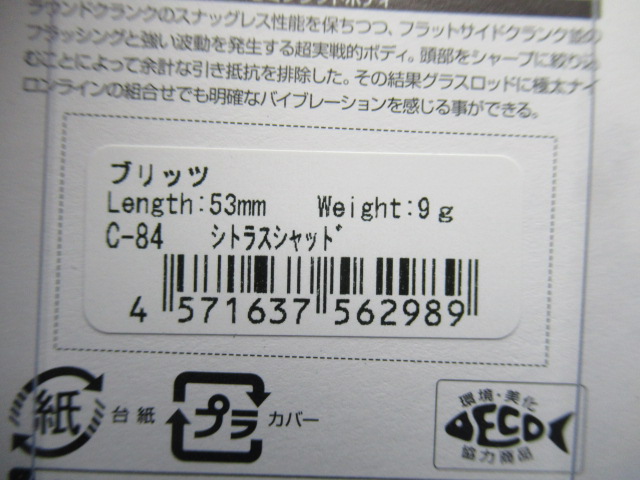 ラウンドクランクのスナッグレス性能を保ちつつ、フラットサイドクランク並の
フラッシングと強い波動を発生する超実戦的ボディ。頭部をシャープに絞り込
むことによって余計な引き抵抗を排除した。その結果グラスロッドに極太ナイ
ロンラインの組合せでも明確なバイブレーションを感じる事ができる。
ブリッツ
Length:53mm Weight:9g
C-84 シトラスシャッド
4 571637 562989
紙 台紙 プラ カバー
環境・美化
ECO
協力商品